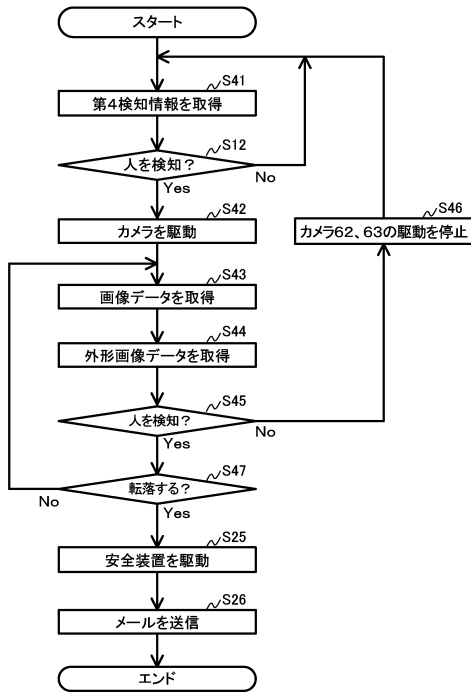 スタート
S41
第4検知情報を取得
S12
人を検知?
No
Yes
S42
カメラを駆動
S46
カメラ62、63の駆動を停止
S43
画像データを取得
S44
外形画像データを取得
S45
人を検知?
No
Yes
S47
転落する?
No
Yes
S25
安全装置を駆動
S26
メールを送信
エンド